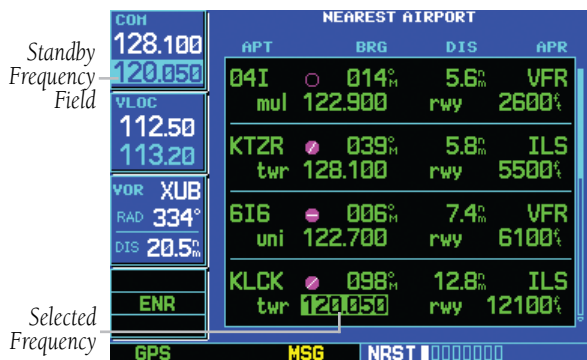 Standby
Frequency
Field
Selected
Frequency
COM
128.100
120.050
VLOC
112.50
113.20
VOR XUB
RAD 334°
DIS 20.5nm
ENR
NEAREST AIRPORT
APT BRG DIS APR
04I 014°M 5.6nm VFR
mul 122.900 rwy 2600ft
KTZR 039°M 5.8nm ILS
twr 128.100 rwy 5500ft
6I6 006°M 7.4nm VFR
uni 122.700 rwy 6100ft
KLCK 098°M 12.8nm ILS
twr 120.050 rwy 12100ft
GPS MSG NRST